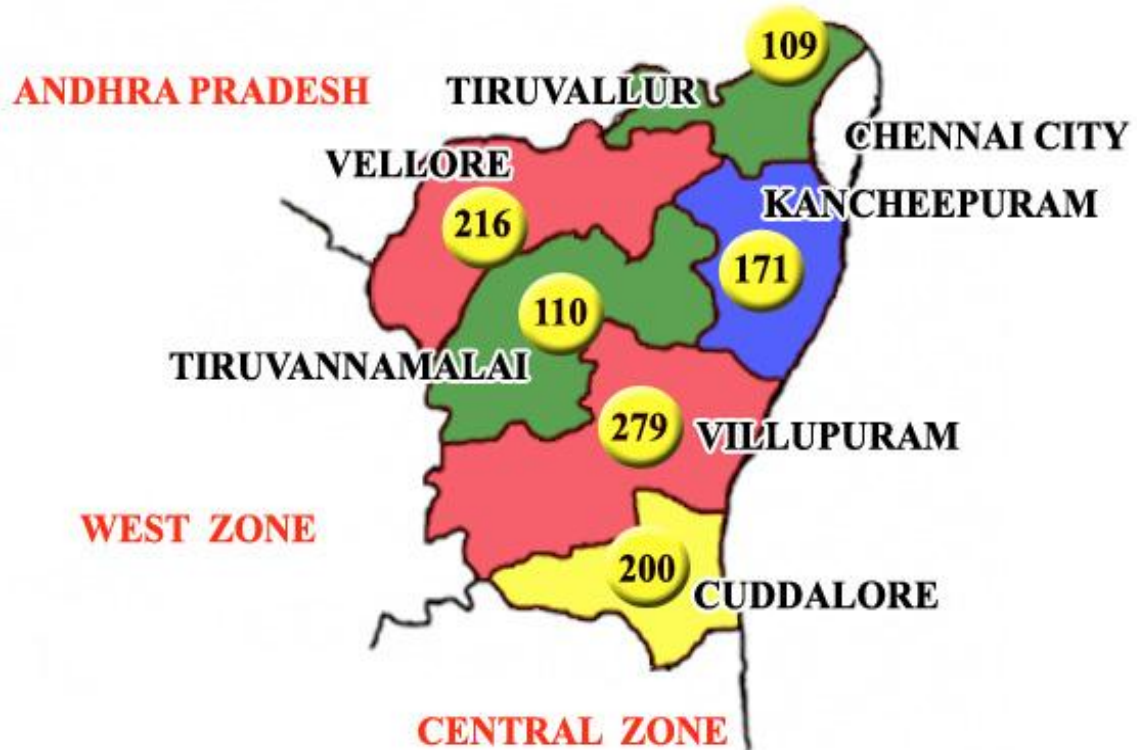 109
ANDHRA PRADESH
TIRUVALLUR
CHENNAI CITY
VELLORE
KANCHEEPURAM
216
171
110
TIRUVANNAMALAI
279
VILLUPURAM
WEST ZONE
200
CUDDALORE
CENTRAL ZONE